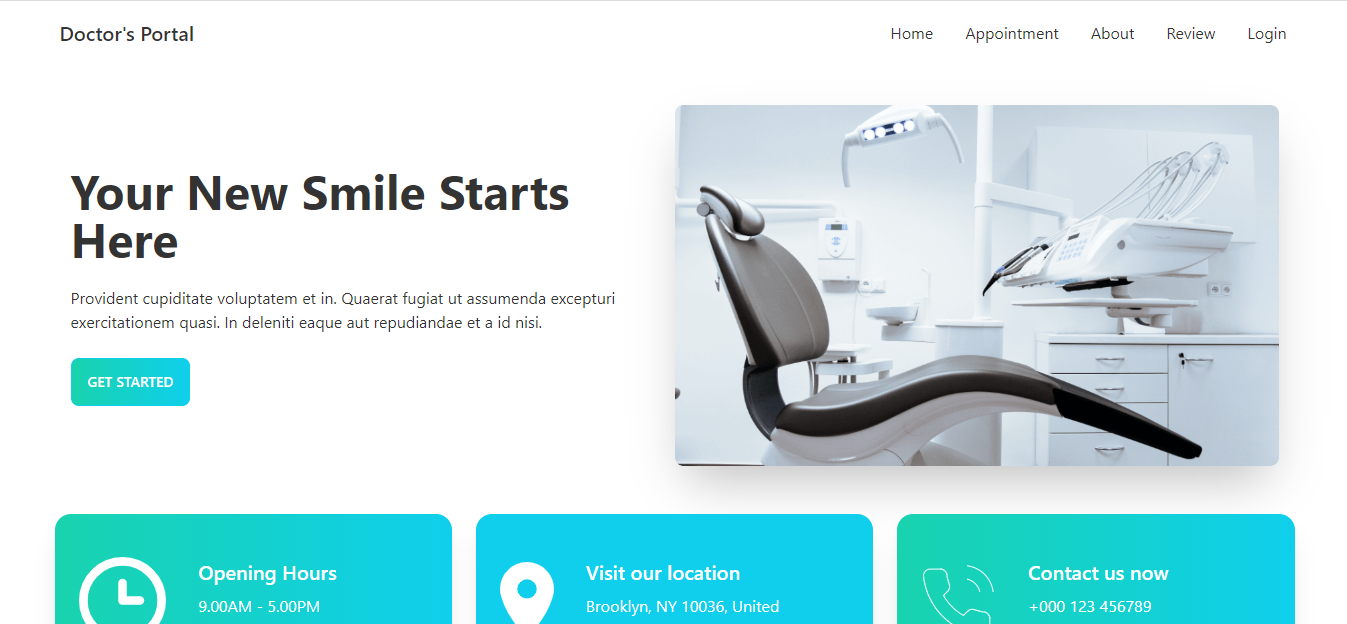 Doctor's Portal
Home Appointment About Review Login
Your New Smile Starts
Here
Provident cupiditate voluptatem et in. Quaerat fugiat ut assumenda excepturi
exercitationem quasi. In deleniti eaque aut repudiandae et a id nisi.
GET STARTED
Opening Hours
9.00AM - 5.00PM
Visit our location
Brooklyn, NY 10036, United
Contact us now
+000 123 456789